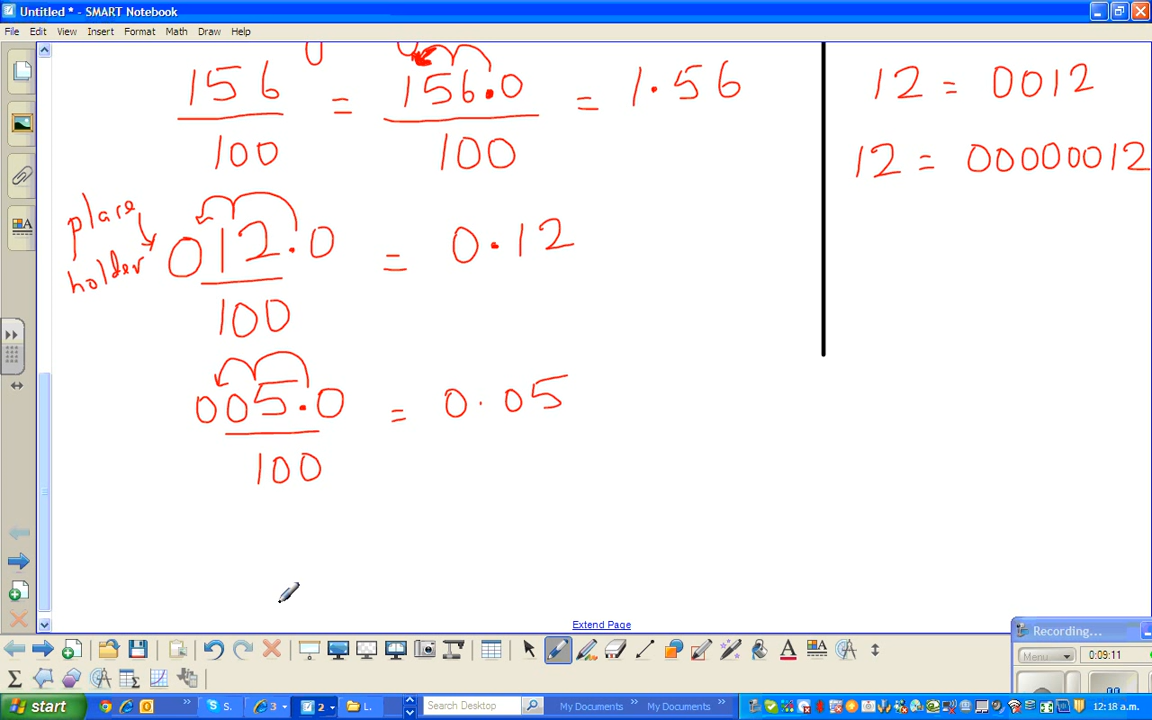 Untitled * - SMART Notebook
File Edit View Insert Format Math Draw Help
156 = 156.0 = 1.56
100 100
12 = 0012
12 = 00000012
place holder
012.0 = 0.12
100
005.0 = 0.05
100
Extend Page
Recording...
Menu 0:09:11
start S. 3 2 L. Search Desktop My Documents My Documents 12:18 a.m.